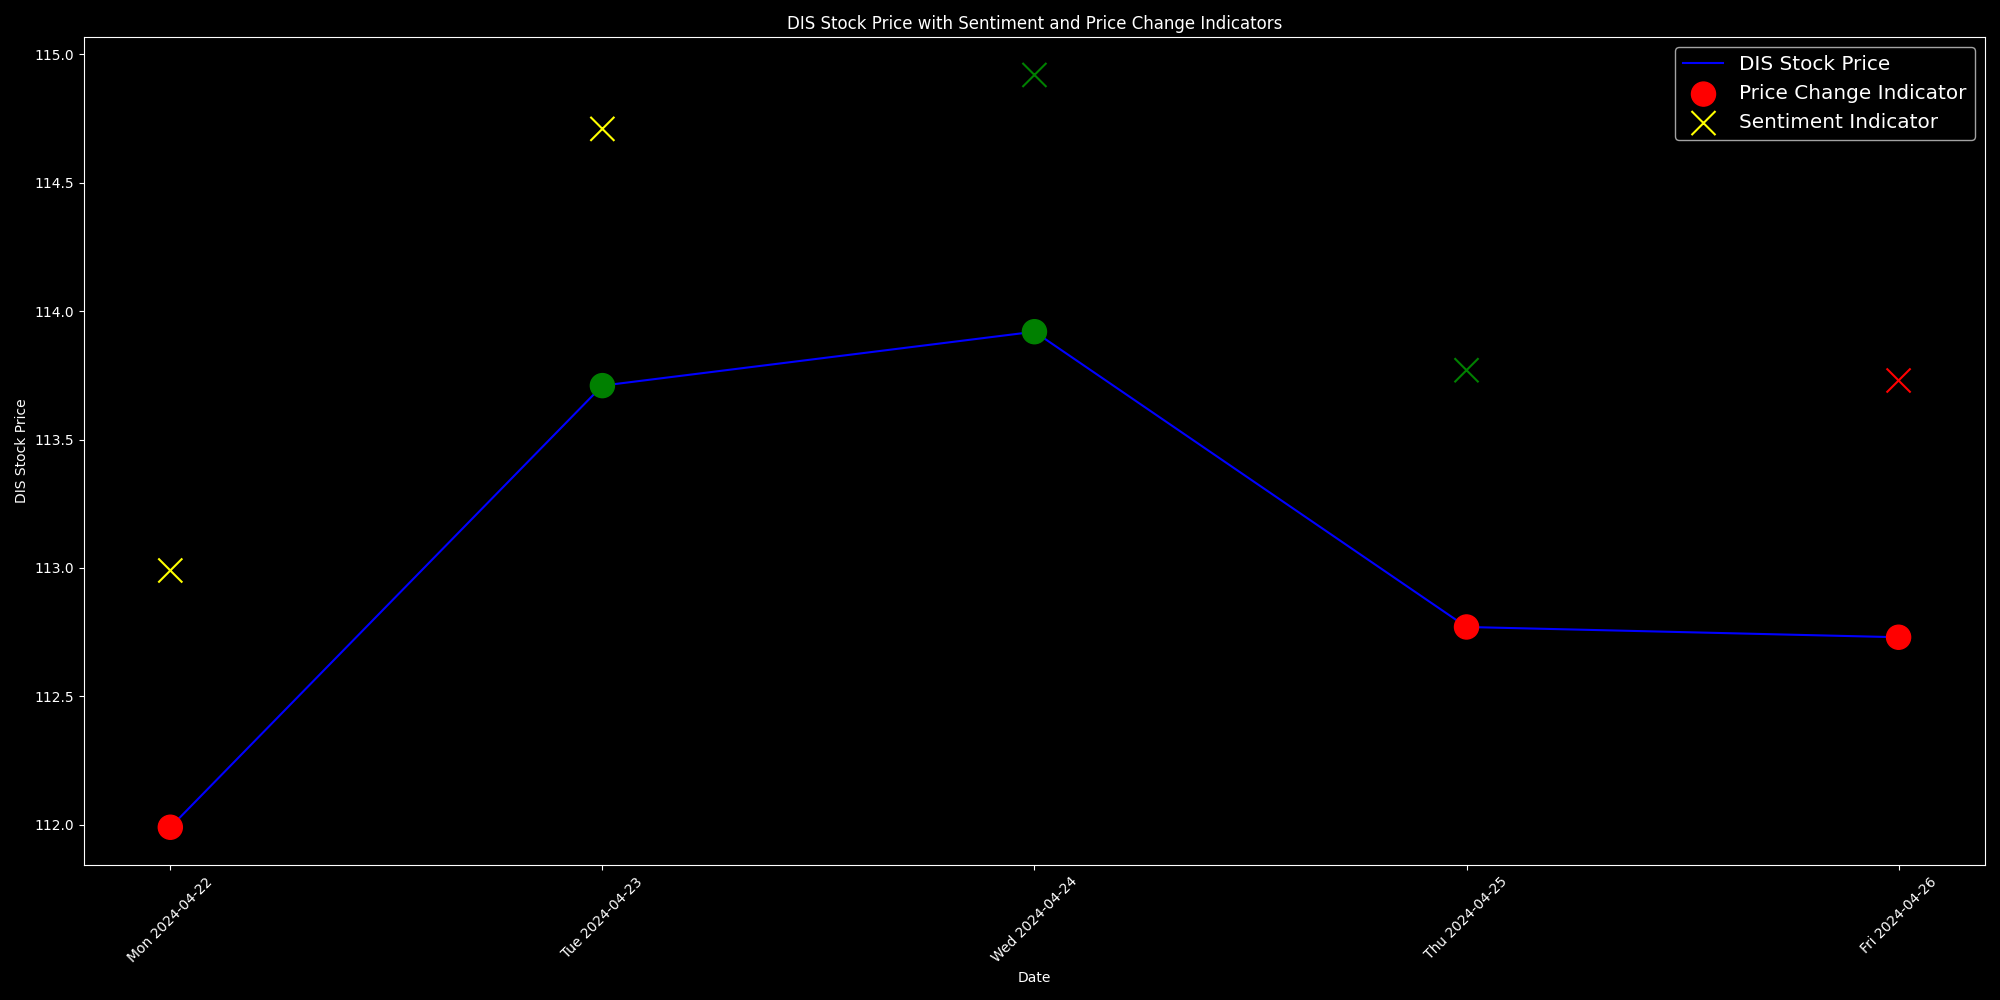 DIS Stock Price with Sentiment and Price Change Indicators
DIS Stock Price
Price Change Indicator
Sentiment Indicator
115.0
114.5
114.0
113.5
113.0
112.5
112.0
DIS Stock Price
Mon 2024-04-22
Tue 2024-04-23
Wed 2024-04-24
Thu 2024-04-25
Fri 2024-04-26
Date